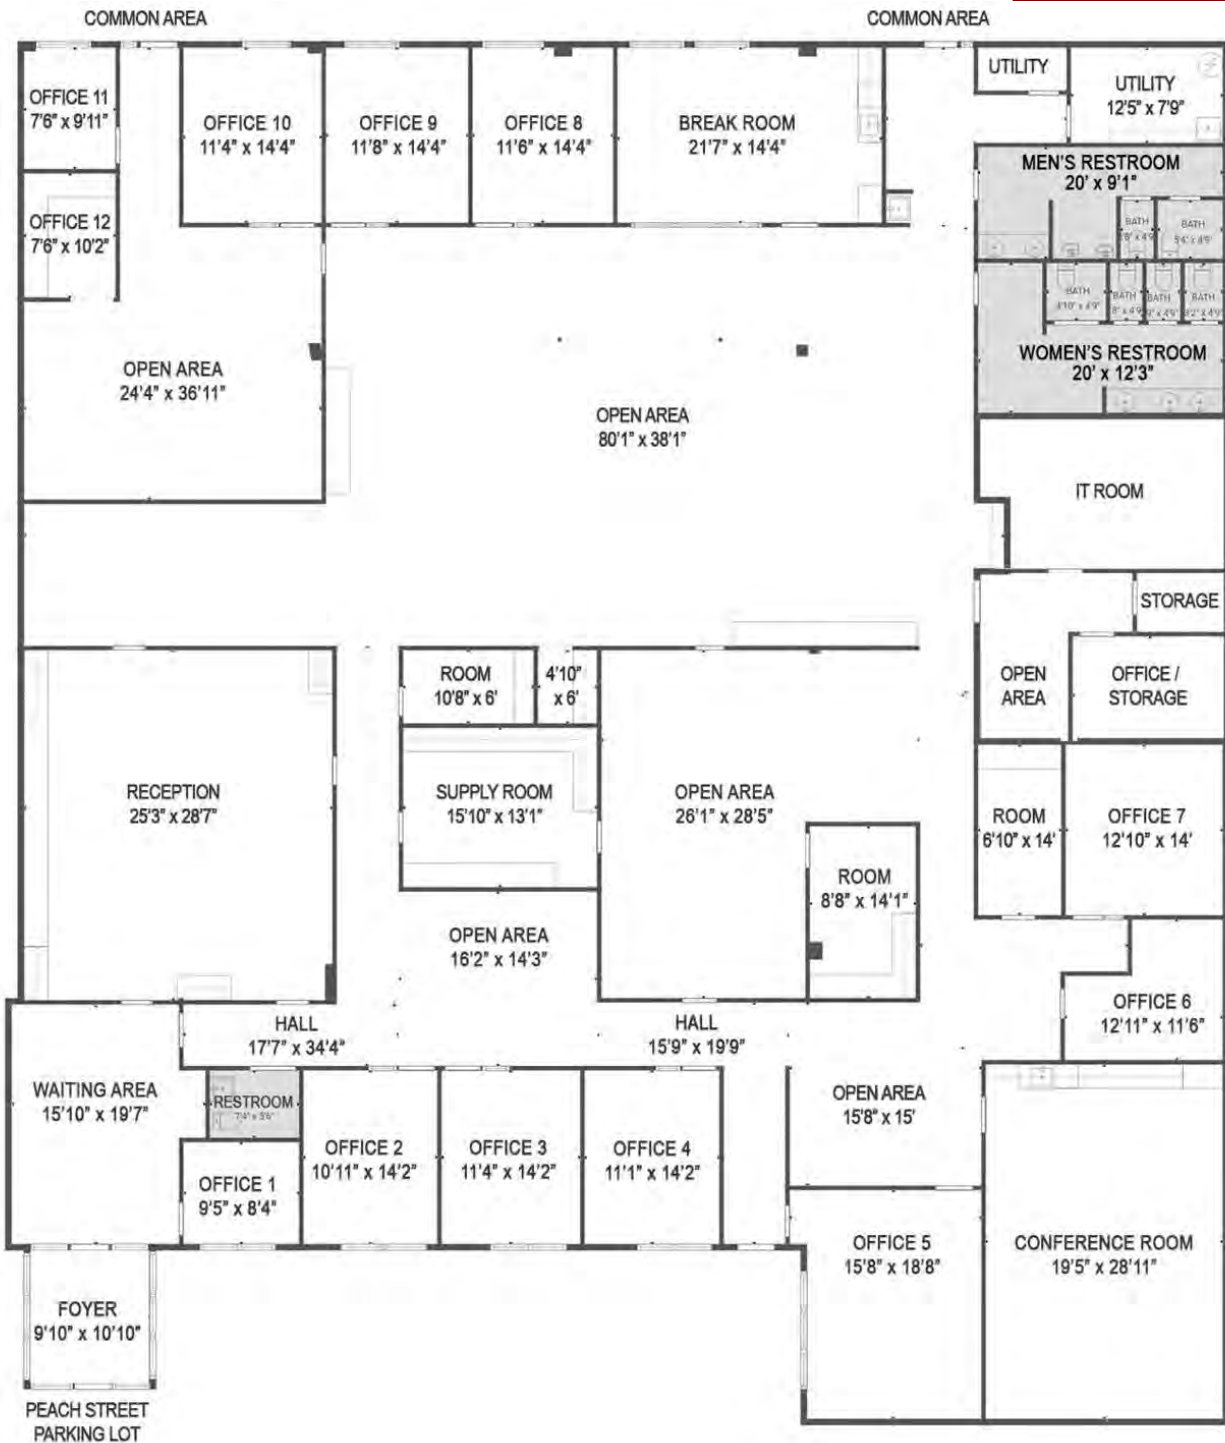 COMMON AREA
COMMON AREA
OFFICE 11
7'6" x 9'11"
OFFICE 10
11'4" x 14'4"
OFFICE 9
11'8" x 14'4"
OFFICE 8
11'6" x 14'4"
BREAK ROOM
21'7" x 14'4"
UTILITY
UTILITY
12'5" x 7'9"
MEN'S RESTROOM
20' x 9'1"
OFFICE 12
7'6" x 10'2"
BATH
BATH
5'4" x 4'9"
BATH
4'10" x 4'9"
BATH
BATH
BATH
WOMEN'S RESTROOM
20' x 12'3"
OPEN AREA
24'4" x 36'11"
OPEN AREA
80'1" x 38'1"
IT ROOM
STORAGE
OPEN
AREA
OFFICE /
STORAGE
ROOM
10'8" x 6'
4'10"
x 6'
RECEPTION
25'3" x 28'7"
SUPPLY ROOM
15'10" x 13'1"
OPEN AREA
26'1" x 28'5"
ROOM
6'10" x 14'
OFFICE 7
12'10" x 14'
ROOM
8'8" x 14'1"
OPEN AREA
16'2" x 14'3"
OFFICE 6
12'11" x 11'6"
HALL
17'7" x 34'4"
HALL
15'9" x 19'9"
WAITING AREA
15'10" x 19'7"
RESTROOM
OPEN AREA
15'8" x 15'
OFFICE 1
9'5" x 8'4"
OFFICE 2
10'11" x 14'2"
OFFICE 3
11'4" x 14'2"
OFFICE 4
11'1" x 14'2"
OFFICE 5
15'8" x 18'8"
CONFERENCE ROOM
19'5" x 28'11"
FOYER
9'10" x 10'10"
PEACH STREET
PARKING LOT